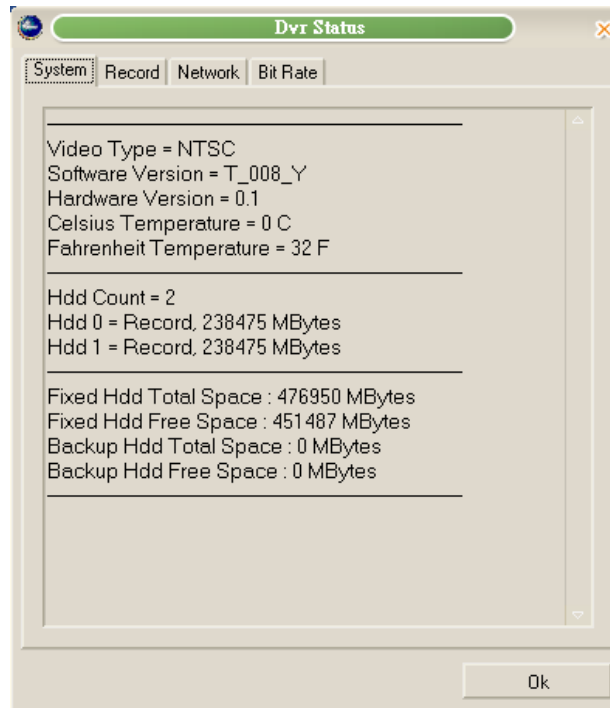 Dvr Status
System Record Network Bit Rate
Video Type = NTSC
Software Version = T_008_Y
Hardware Version = 0.1
Celsius Temperature = 0 C
Fahrenheit Temperature = 32 F
Hdd Count = 2
Hdd 0 = Record, 238475 MBytes
Hdd 1 = Record, 238475 MBytes
Fixed Hdd Total Space : 476950 MBytes
Fixed Hdd Free Space : 451487 MBytes
Backup Hdd Total Space : 0 MBytes
Backup Hdd Free Space : 0 MBytes
Ok